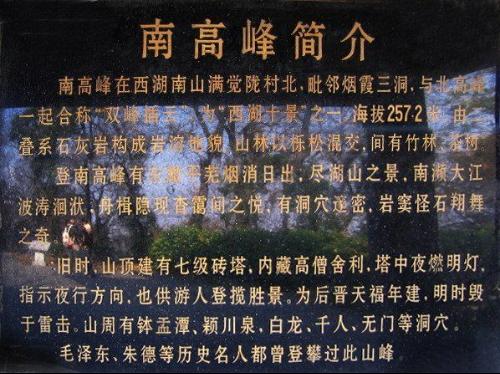 南高峰简介
南高峰在西湖南山满觉陇村北，毗邻烟霞三洞，与北高峰
一起合称“双峰插云”为“西湖十景”之一，海拔257·2米，由二
叠系石灰岩构成岩溶地貌，山林以栎松混交，间有竹林、茶树。
登南高峰有 芜烟消日出，尽湖山之景，南濒大江
波涛洄洑，舟楫隐现杳霭间之悦，有洞穴邃密，岩窦怪石翔舞
之奇。
旧时，山顶建有七级砖塔，内藏高僧舍利，塔中夜燃明灯，
指示夜行方向，也供游人登揽胜景。为后晋天福年建，明时毁
于雷击。山周有钵盂潭、颖川泉，白龙、千人、无门等洞穴。
毛泽东、朱德等历史名人都曾登攀过此山峰。